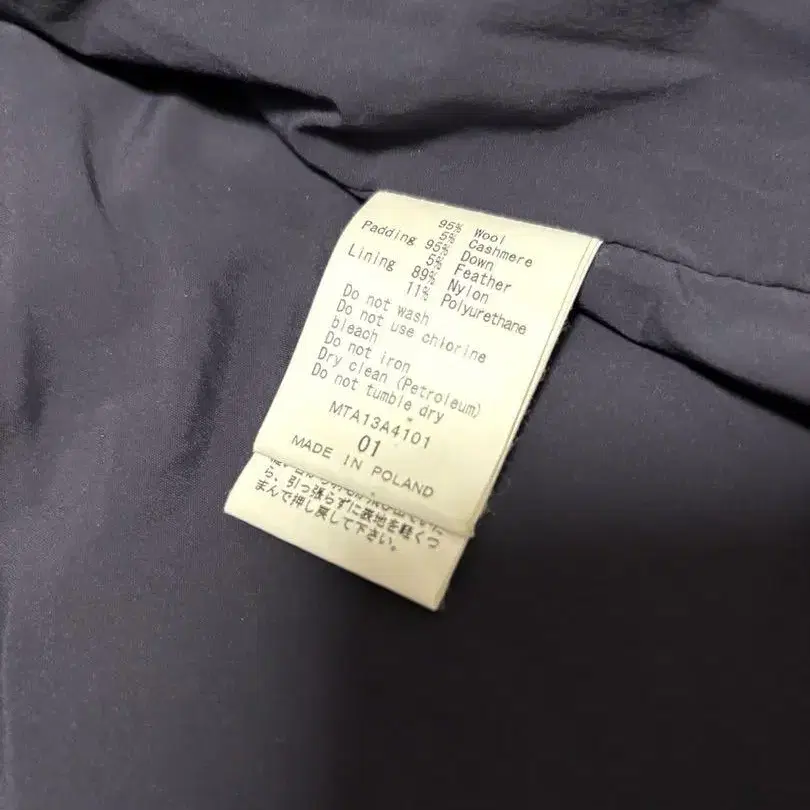 95% Wool
5% Cashmere
Padding 95% Down
5% Feather
Lining 89% Nylon
11% Polyurethane
Do not wash
Do not use chlorine
bleach
Do not iron
Dry clean (Petroleum)
Do not tumble dry
MTA13A4101
01
MADE IN POLAND
ら、引っ張らずに表地を軽くつ
まんで押し戻して下さい。